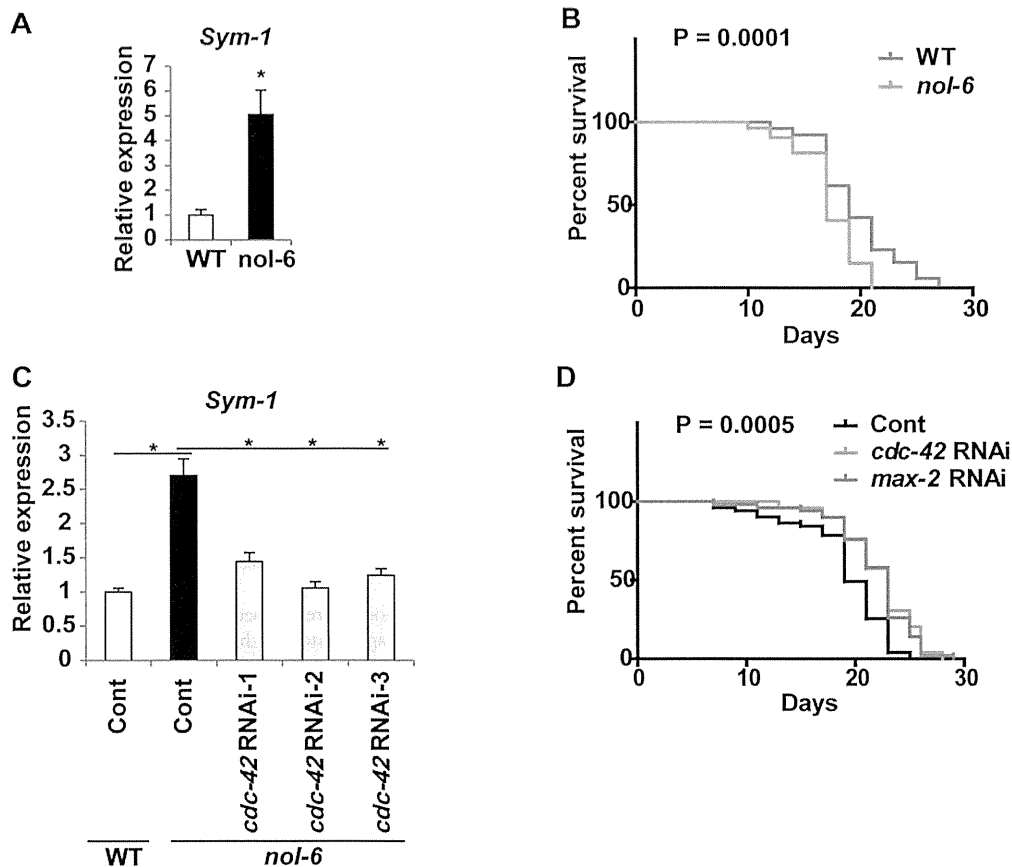 A
Sym-1
Relative expression
7
6
5
4
3
2
1
0
*
WT nol-6
B
P = 0.0001
WT
nol-6
Percent survival
100
50
0
0 10 20 30
Days
C
Sym-1
Relative expression
3.5
3
2.5
2
1.5
1
0.5
0
* * * *
Cont
Cont
cdc-42 RNAi-1
cdc-42 RNAi-2
cdc-42 RNAi-3
WT nol-6
D
P = 0.0005
Cont
cdc-42 RNAi
max-2 RNAi
Percent survival
100
50
0
0 10 20 30
Days